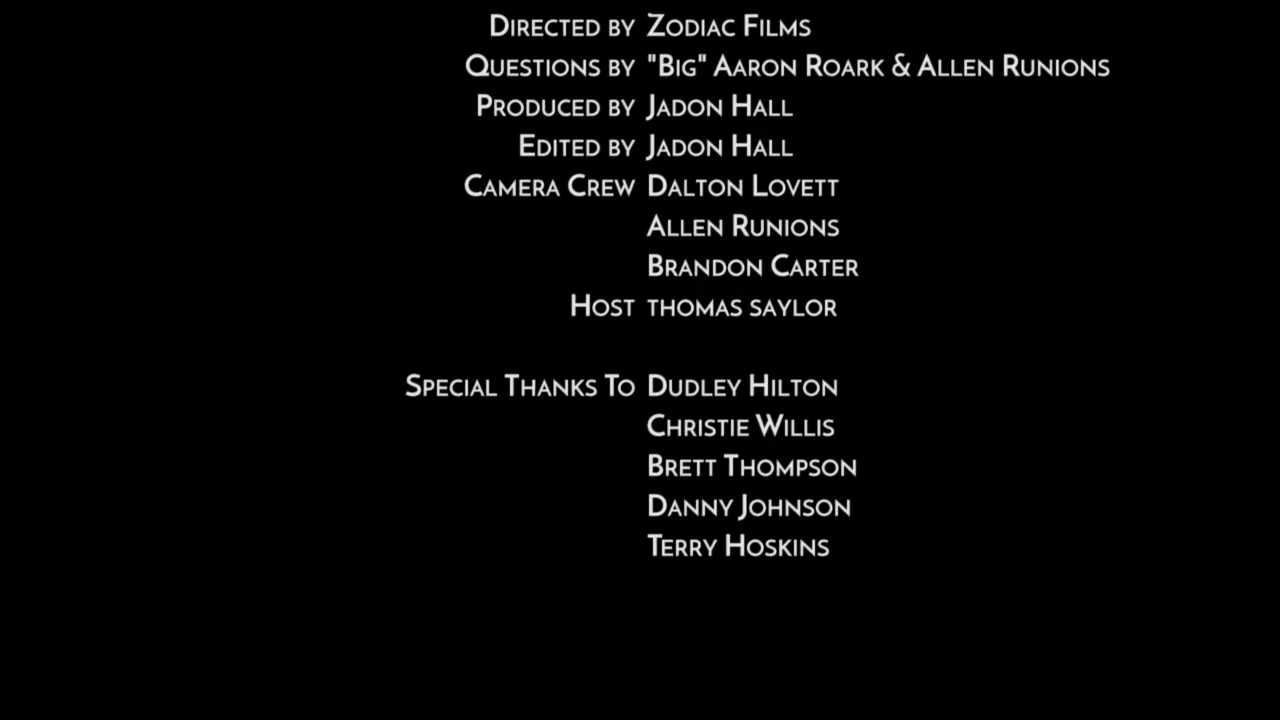 Directed by Zodiac Films
Questions by "Big" Aaron Roark & Allen Runions
Produced by Jadon Hall
Edited by Jadon Hall
Camera Crew Dalton Lovett
Allen Runions
Brandon Carter
Host thomas saylor
Special Thanks To Dudley Hilton
Christie Willis
Brett Thompson
Danny Johnson
Terry Hoskins